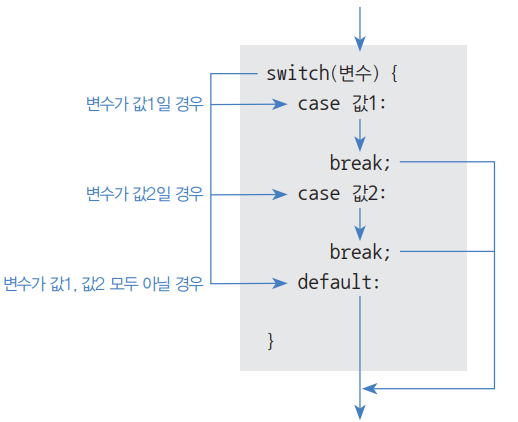 switch(변수) {
변수가 값1일 경우
case 값1:
break;
변수가 값2일 경우
case 값2:
break;
변수가 값1, 값2 모두 아닐 경우
default:
}